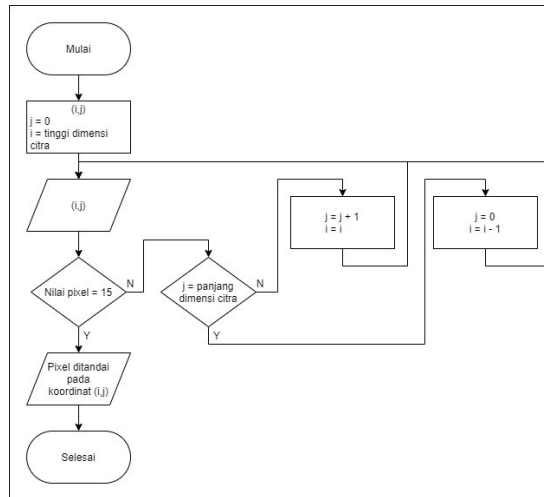 Mulai
(i,j)
j = 0
i = tinggi dimensi
citra
(i,j)
j = j + 1
i = i
j = 0
i = i - 1
Nilai pixel = 15
N
j = panjang
dimensi citra
N
Y
Y
Pixel ditandai
pada
koordinat (i,j)
Selesai